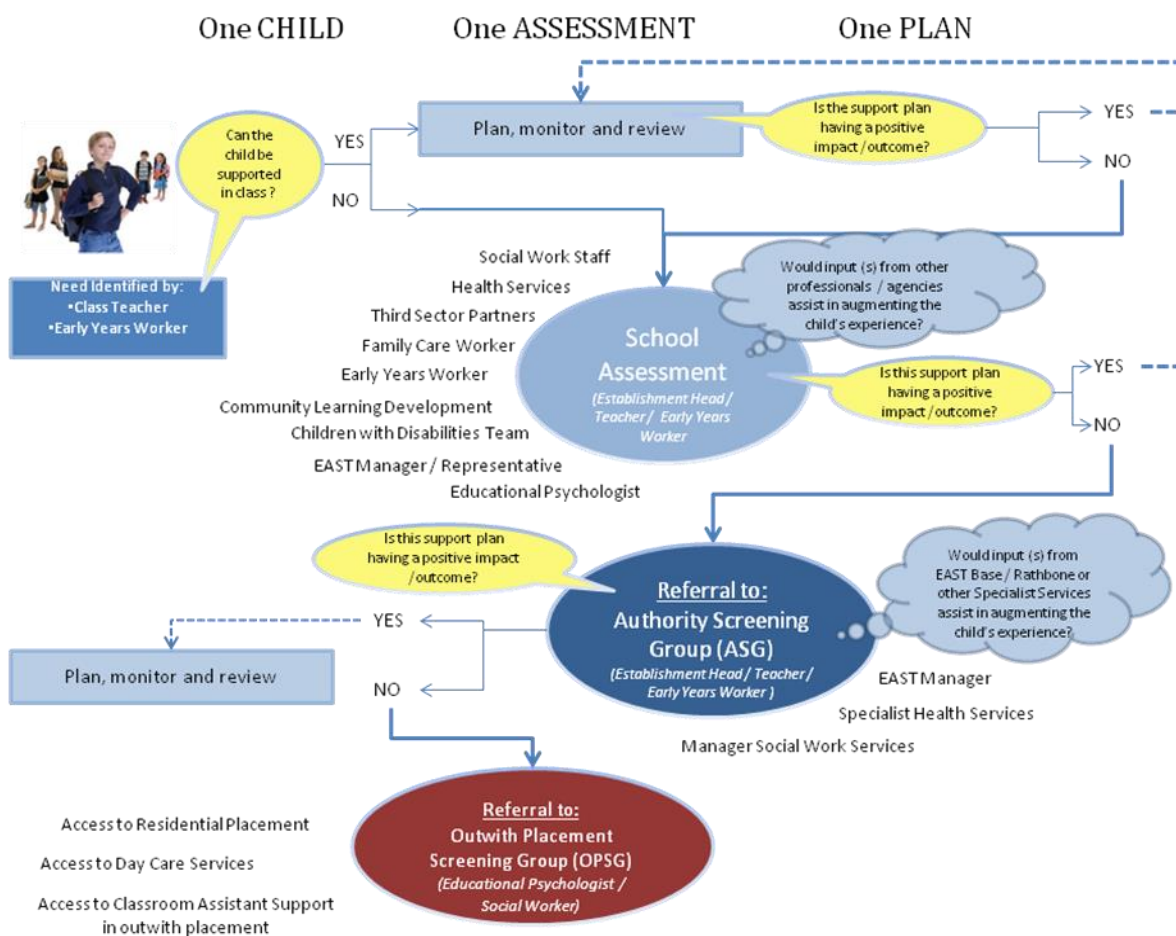 One CHILD
One ASSESSMENT
One PLAN
Can the
child be
supported
in class ?
YES
NO
Plan, monitor and review
Is the support plan
having a positive
impact /outcome?
YES
NO
Need Identified by:
•Class Teacher
•Early Years Worker
Social Work Staff
Health Services
Third Sector Partners
Family Care Worker
Early Years Worker
Community Learning Development
Children with Disabilities Team
EAST Manager / Representative
Educational Psychologist
School
Assessment
(Establishment Head /
Teacher / Early Years
Worker
Would input (s) from other
professionals / agencies
assist in augmenting the
child's experience?
Is this support plan
having a positive
impact /outcome?
YES
NO
Is this support plan
having a positive impact
/outcome?
Referral to:
Authority Screening
Group (ASG)
(Establishment Head / Teacher /
Early Years Worker )
Would input (s) from
EAST Base / Rathbone or
other Specialist Services
assist in augmenting the
child's experience?
YES
NO
Plan, monitor and review
EAST Manager
Specialist Health Services
Manager Social Work Services
Referral to:
Outwith Placement
Screening Group (OPSG)
(Educational Psychologist /
Social Worker)
Access to Residential Placement
Access to Day Care Services
Access to Classroom Assistant Support
in outwith placement